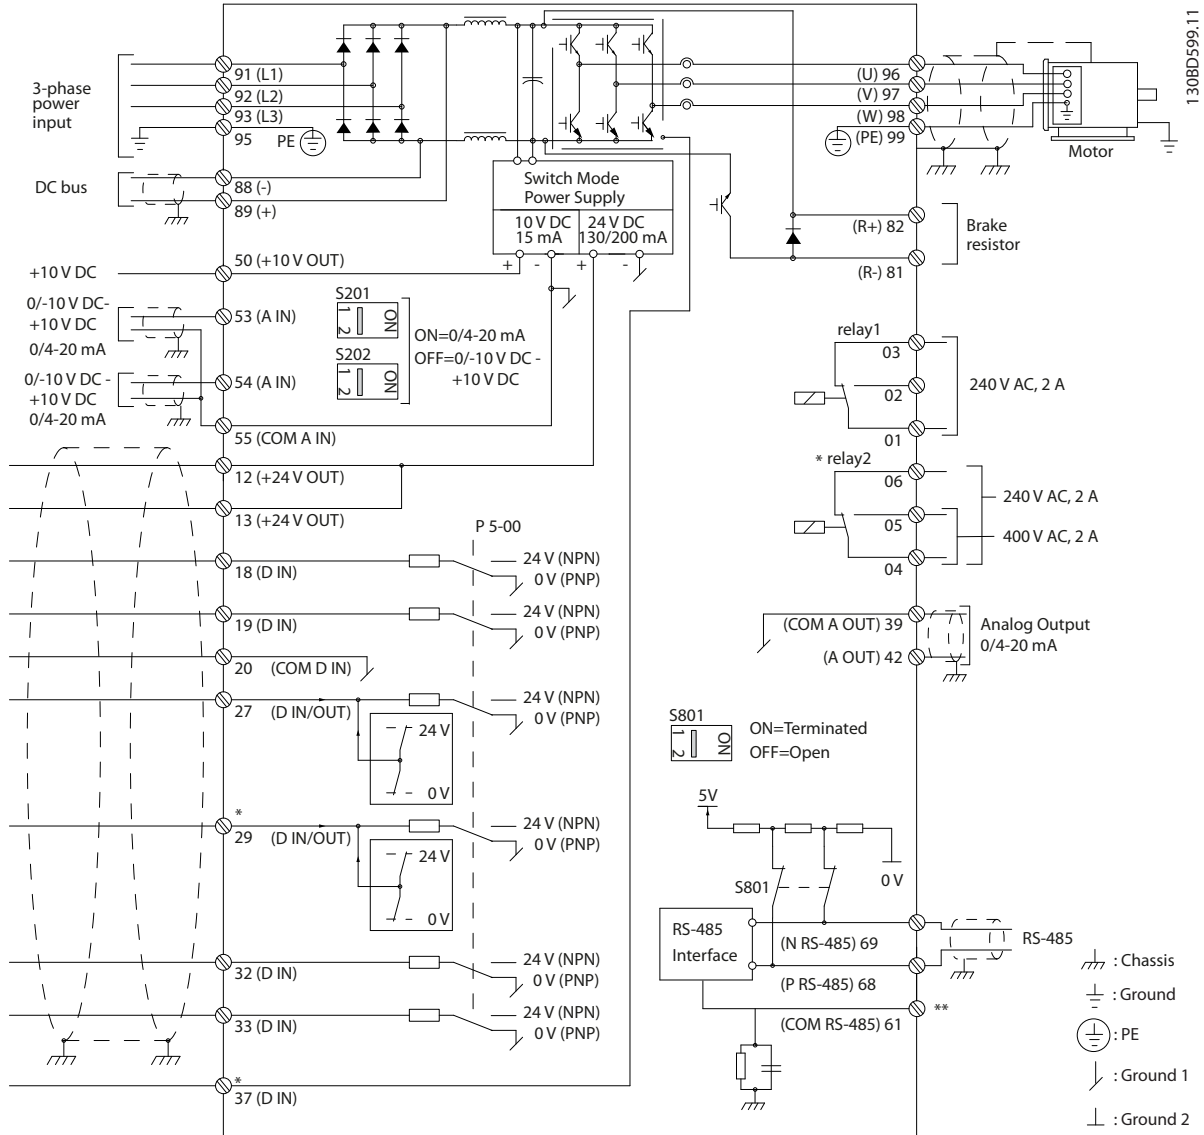 130BD599.11
3-phase
power
input
91 (L1)
92 (L2)
93 (L3)
95
PE
DC bus
88 (-)
89 (+)
+10 V DC
50 (+10 V OUT)
0/-10 V DC-
+10 V DC
0/4-20 mA
53 (A IN)
0/-10 V DC -
+10 V DC
0/4-20 mA
54 (A IN)
55 (COM A IN)
12 (+24 V OUT)
13 (+24 V OUT)
18 (D IN)
19 (D IN)
20 (COM D IN)
27 (D IN/OUT)
24 V
0 V
*
29 (D IN/OUT)
24 V
0 V
32 (D IN)
33 (D IN)
*
37 (D IN)
Switch Mode
Power Supply
10 V DC
15 mA
24 V DC
130/200 mA
+ - + -
S201
1 2 ON
S202
1 2 ON
ON=0/4-20 mA
OFF=0/-10 V DC -
+10 V DC
P 5-00
24 V (NPN)
0 V (PNP)
24 V (NPN)
0 V (PNP)
24 V (NPN)
0 V (PNP)
24 V (NPN)
0 V (PNP)
24 V (NPN)
0 V (PNP)
24 V (NPN)
0 V (PNP)
(U) 96
(V) 97
(W) 98
(PE) 99
Motor
(R+) 82
(R-) 81
Brake
resistor
relay1
03
02
01
240 V AC, 2 A
* relay2
06
05
04
240 V AC, 2 A
400 V AC, 2 A
(COM A OUT) 39
(A OUT) 42
Analog Output
0/4-20 mA
S801
1 2 ON
ON=Terminated
OFF=Open
5V
0 V
S801
RS-485
Interface
(N RS-485) 69
(P RS-485) 68
(COM RS-485) 61
**
RS-485
: Chassis
: Ground
: PE
: Ground 1
: Ground 2